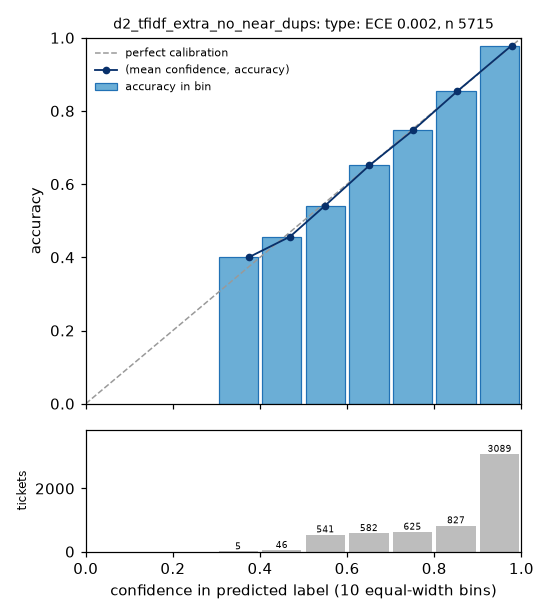 d2_tfidf_extra_no_near_dups: type: ECE 0.002, n 5715
perfect calibration
(mean confidence, accuracy)
accuracy in bin
accuracy
1.0
0.8
0.6
0.4
0.2
0.0
tickets
2000
0
5
46
541
582
625
827
3089
0.0 0.2 0.4 0.6 0.8 1.0
confidence in predicted label (10 equal-width bins)